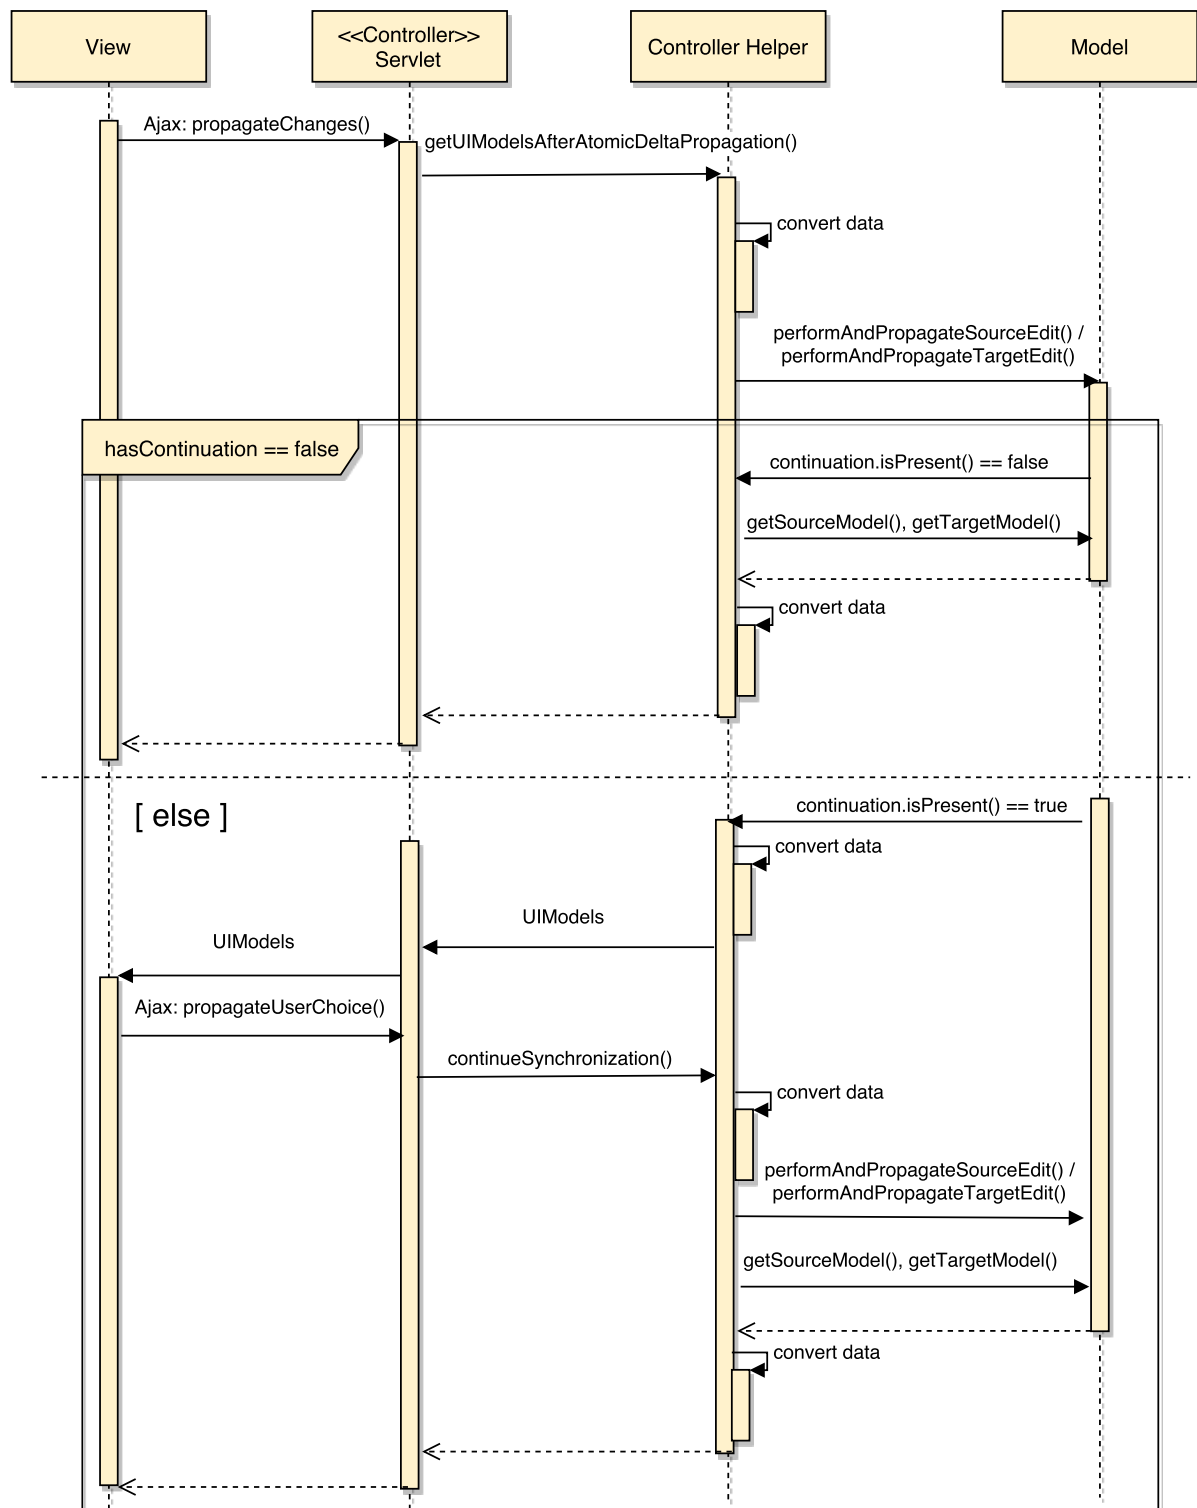 View
<<Controller>>
Servlet
Controller Helper
Model
Ajax: propagateChanges()
getUIModelsAfterAtomicDeltaPropagation()
convert data
performAndPropagateSourceEdit() /
performAndPropagateTargetEdit()
hasContinuation == false
continuation.isPresent() == false
getSourceModel(), getTargetModel()
convert data
[ else ]
continuation.isPresent() == true
convert data
UIModels
UIModels
Ajax: propagateUserChoice()
continueSynchronization()
convert data
performAndPropagateSourceEdit() /
performAndPropagateTargetEdit()
getSourceModel(), getTargetModel()
convert data